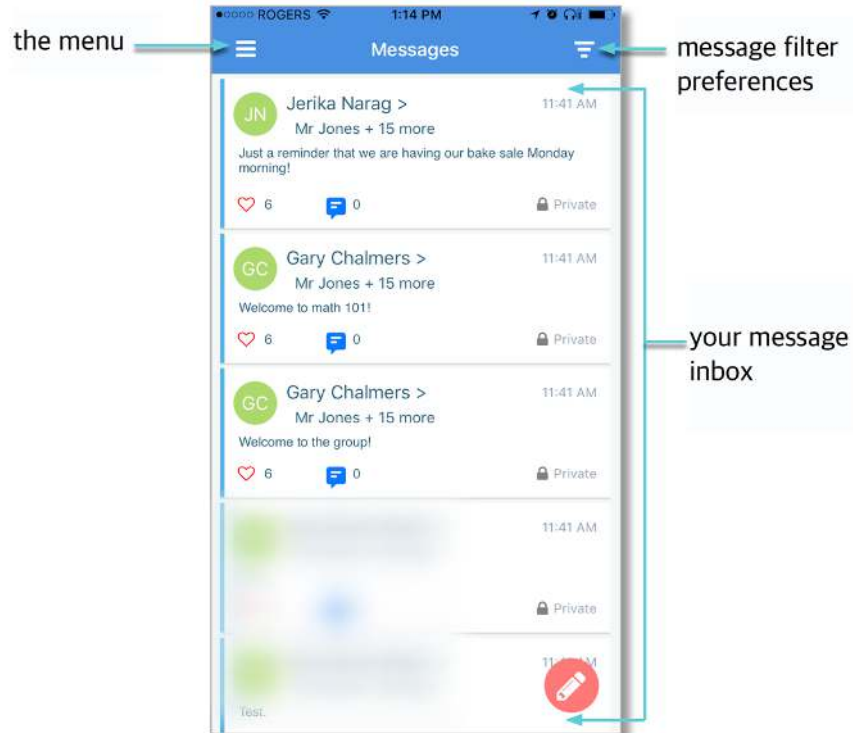 ROGERS 1:14 PM
the menu
Messages
message filter
preferences
JN Jerika Narag > 11:41 AM
Mr Jones + 15 more
Just a reminder that we are having our bake sale Monday
morning!
6 0 Private
GC Gary Chalmers > 11:41 AM
Mr Jones + 15 more
Welcome to math 101!
6 0 Private
your message
inbox
GC Gary Chalmers > 11:41 AM
Mr Jones + 15 more
Welcome to the group!
6 0 Private
11:41 AM
Private
Test.